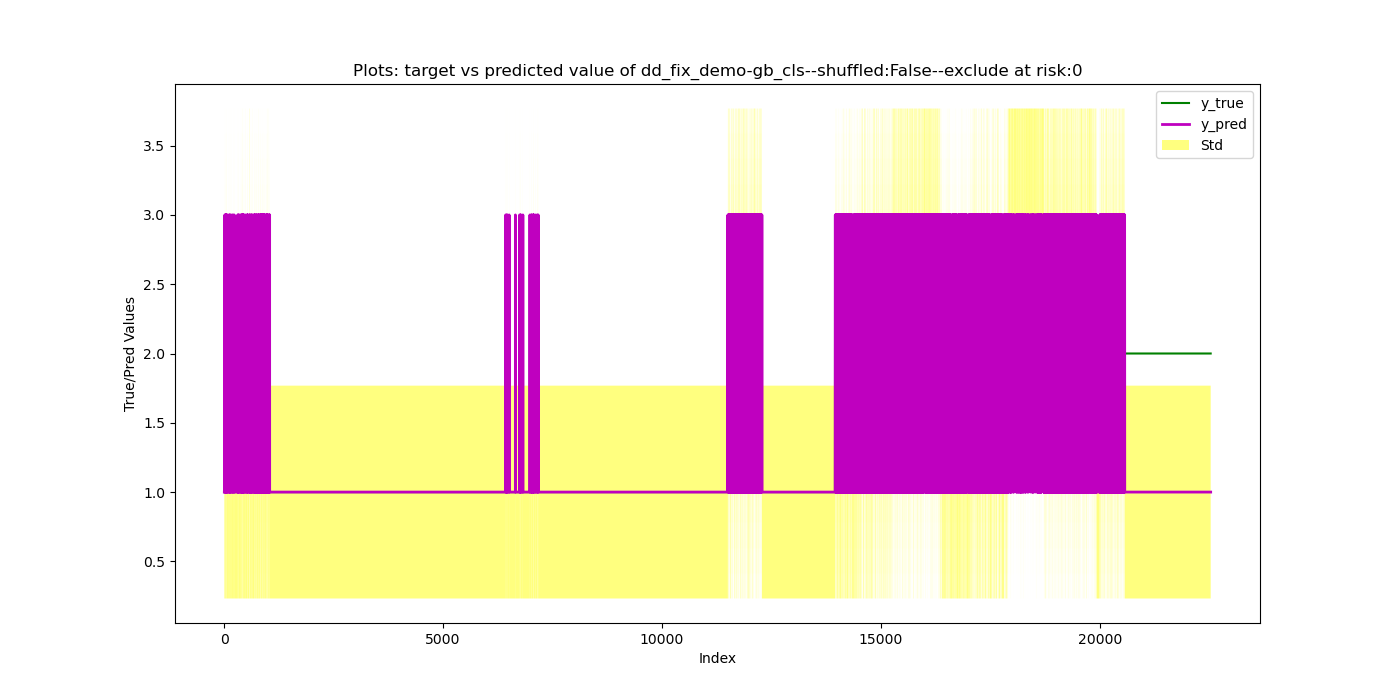 Plots: target vs predicted value of dd_fix_demo-gb_cls--shuffled:False--exclude at risk:0
y_true
y_pred
Std
True/Pred Values
3.5
3.0
2.5
2.0
1.5
1.0
0.5
0
5000
10000
15000
20000
Index